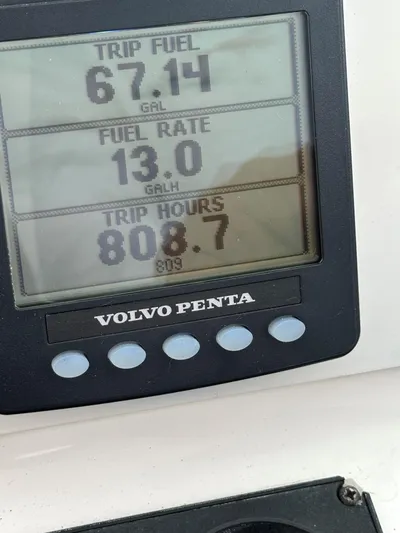 TRIP FUEL
67.14
GAL
FUEL RATE
13.0
GALH
TRIP HOURS
808.7
809
VOLVO PENTA